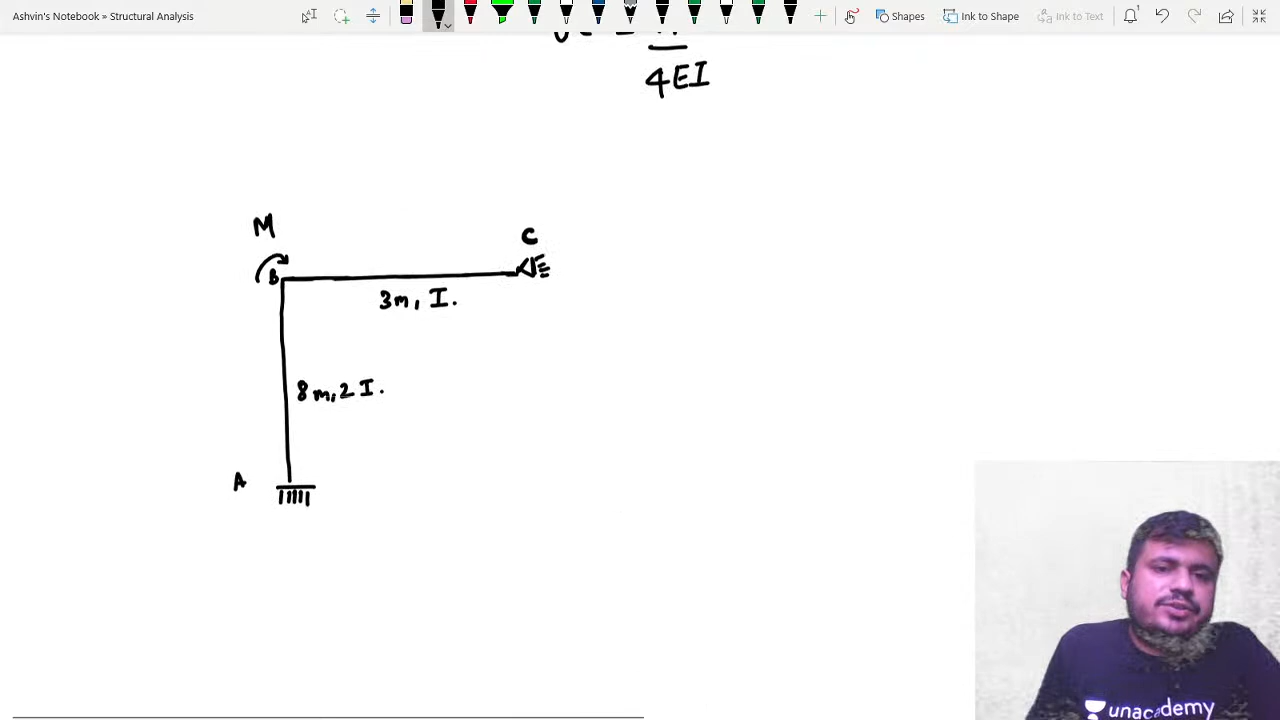 Ashvin's Notebook » Structural Analysis
Shapes
Ink to Shape
Ink to Text
4EI
M
B
C
3m, I.
8m, 2I.
A
unacademy